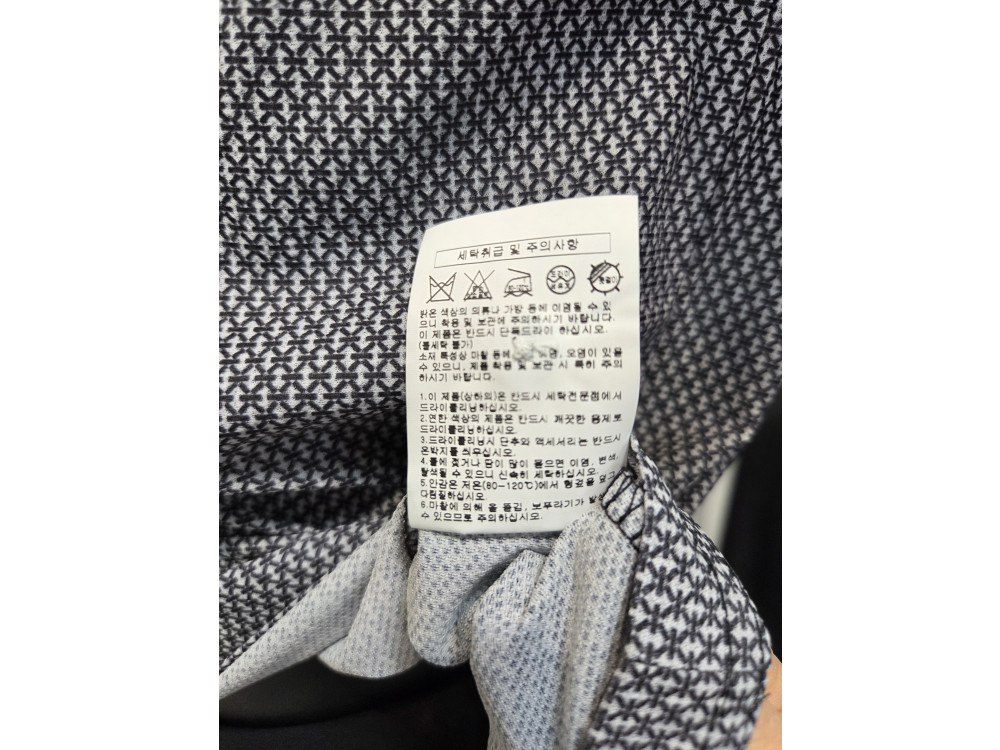 세탁취급 및 주의사항
드라이
밝은 색상의 의류나 가방 등에 이염될 수 있
으니 착용 및 보관에 주의하시기 바랍니다.
이 제품은 반드시 단독드라이 하십시오.
(물세탁 불가)
소재 특성상 마찰 등에 오염이 있을
수 있으니, 제품 착용 및 보관 시 특히 주의
하시기 바랍니다.
1.이 제품(상하의)은 반드시 세탁전문점에서
드라이클리닝하십시오.
2.연한 색상의 제품은 반드시 깨끗한 용제로
드라이클리닝하십시오.
3.드라이클리닝시 단추와 액세서리는 반드시
은박지를 씌우십시오.
4.물에 젖거나 땀이 많이 묻으면 이염, 변색,
탈색될 수 있으니 신속히 세탁하십시오.
5.안감은 저온(80-120℃)에서 헝겊을 덮고
다림질하십시오
6.마찰에 의해 올 뜯김, 보푸라기가
수 있으므로 주의하십시오.